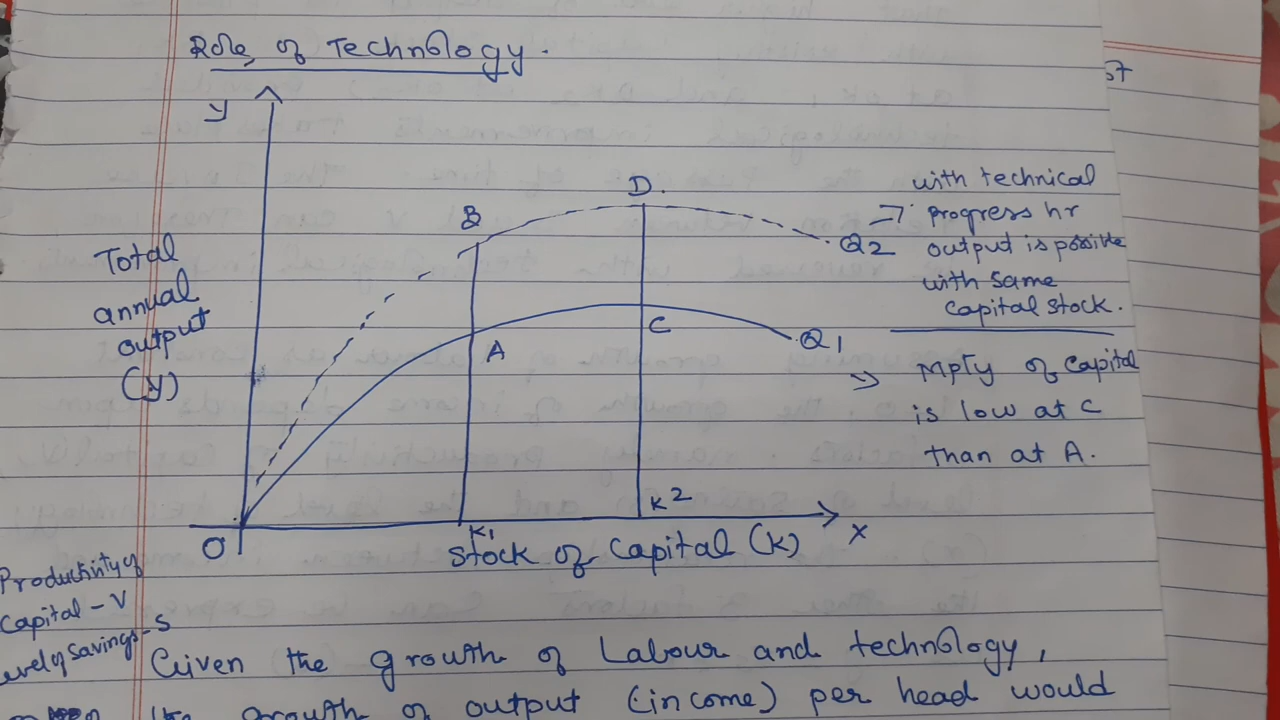 Role of Technology.
57
y
Total
annual
output
(y)
B
D.
A
C
Q2
Q1
with technical
→ progress hr
output is possible
with same
capital stock.
⇒ MPty of Capital
is low at C
than at A.
O
K1
K2
x
Stock of Capital (K)
Productivity of
Capital - V
level of Savings - S
Given the growth of Labour and technology,
the growth of output (income) per head would